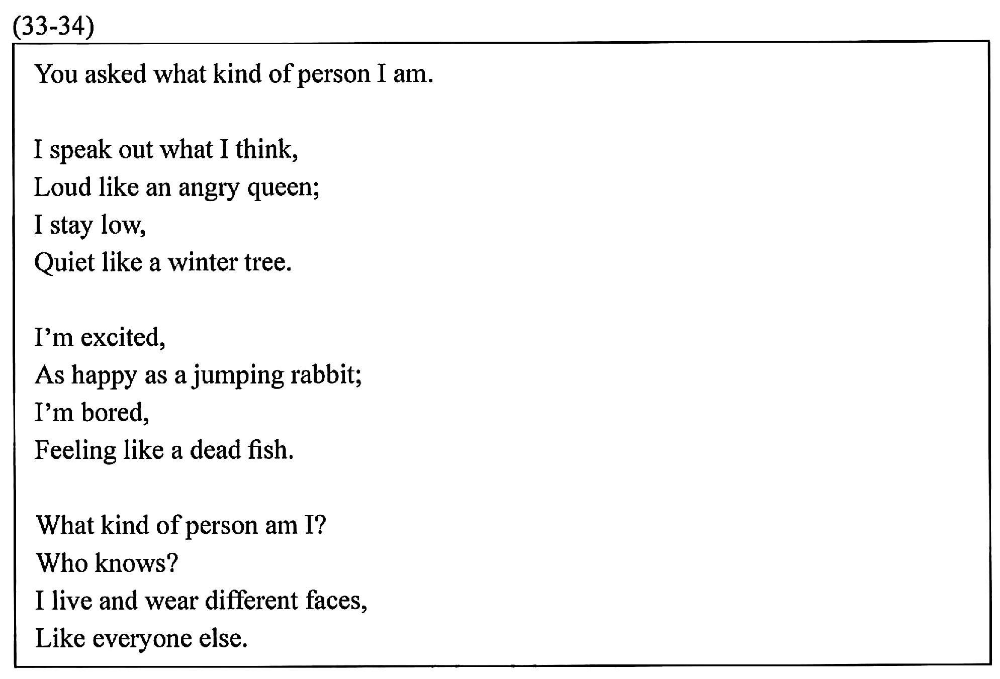 (33-34)
You asked what kind of person I am.
I speak out what I think,
Loud like an angry queen;
I stay low,
Quiet like a winter tree.
I’m excited,
As happy as a jumping rabbit;
I’m bored,
Feeling like a dead fish.
What kind of person am I?
Who knows?
I live and wear different faces,
Like everyone else.